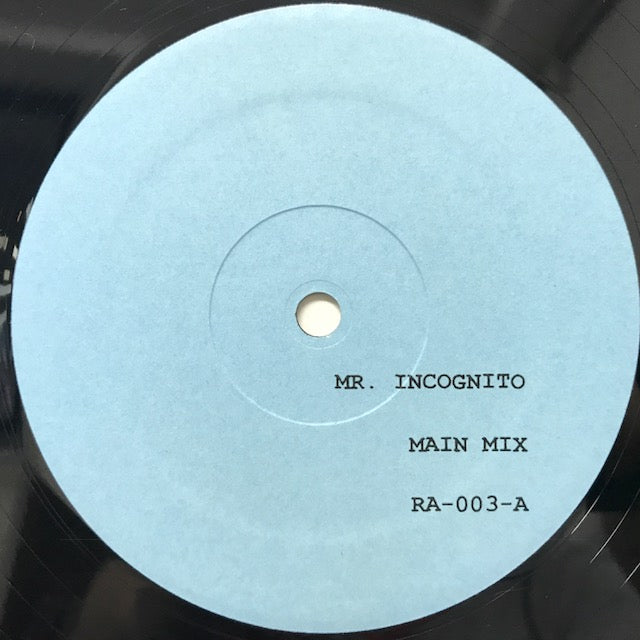 MR. INCOGNITO
MAIN MIX
RA-003-A